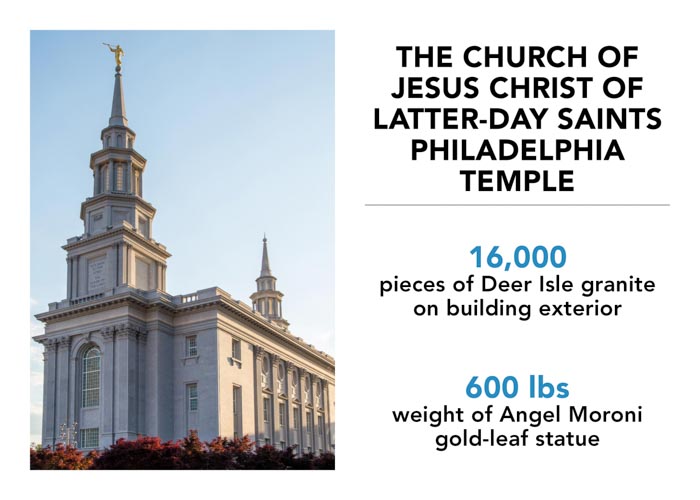 THE CHURCH OF
JESUS CHRIST OF
LATTER-DAY SAINTS
PHILADELPHIA
TEMPLE
16,000
pieces of Deer Isle granite
on building exterior
600 lbs
weight of Angel Moroni
gold-leaf statue